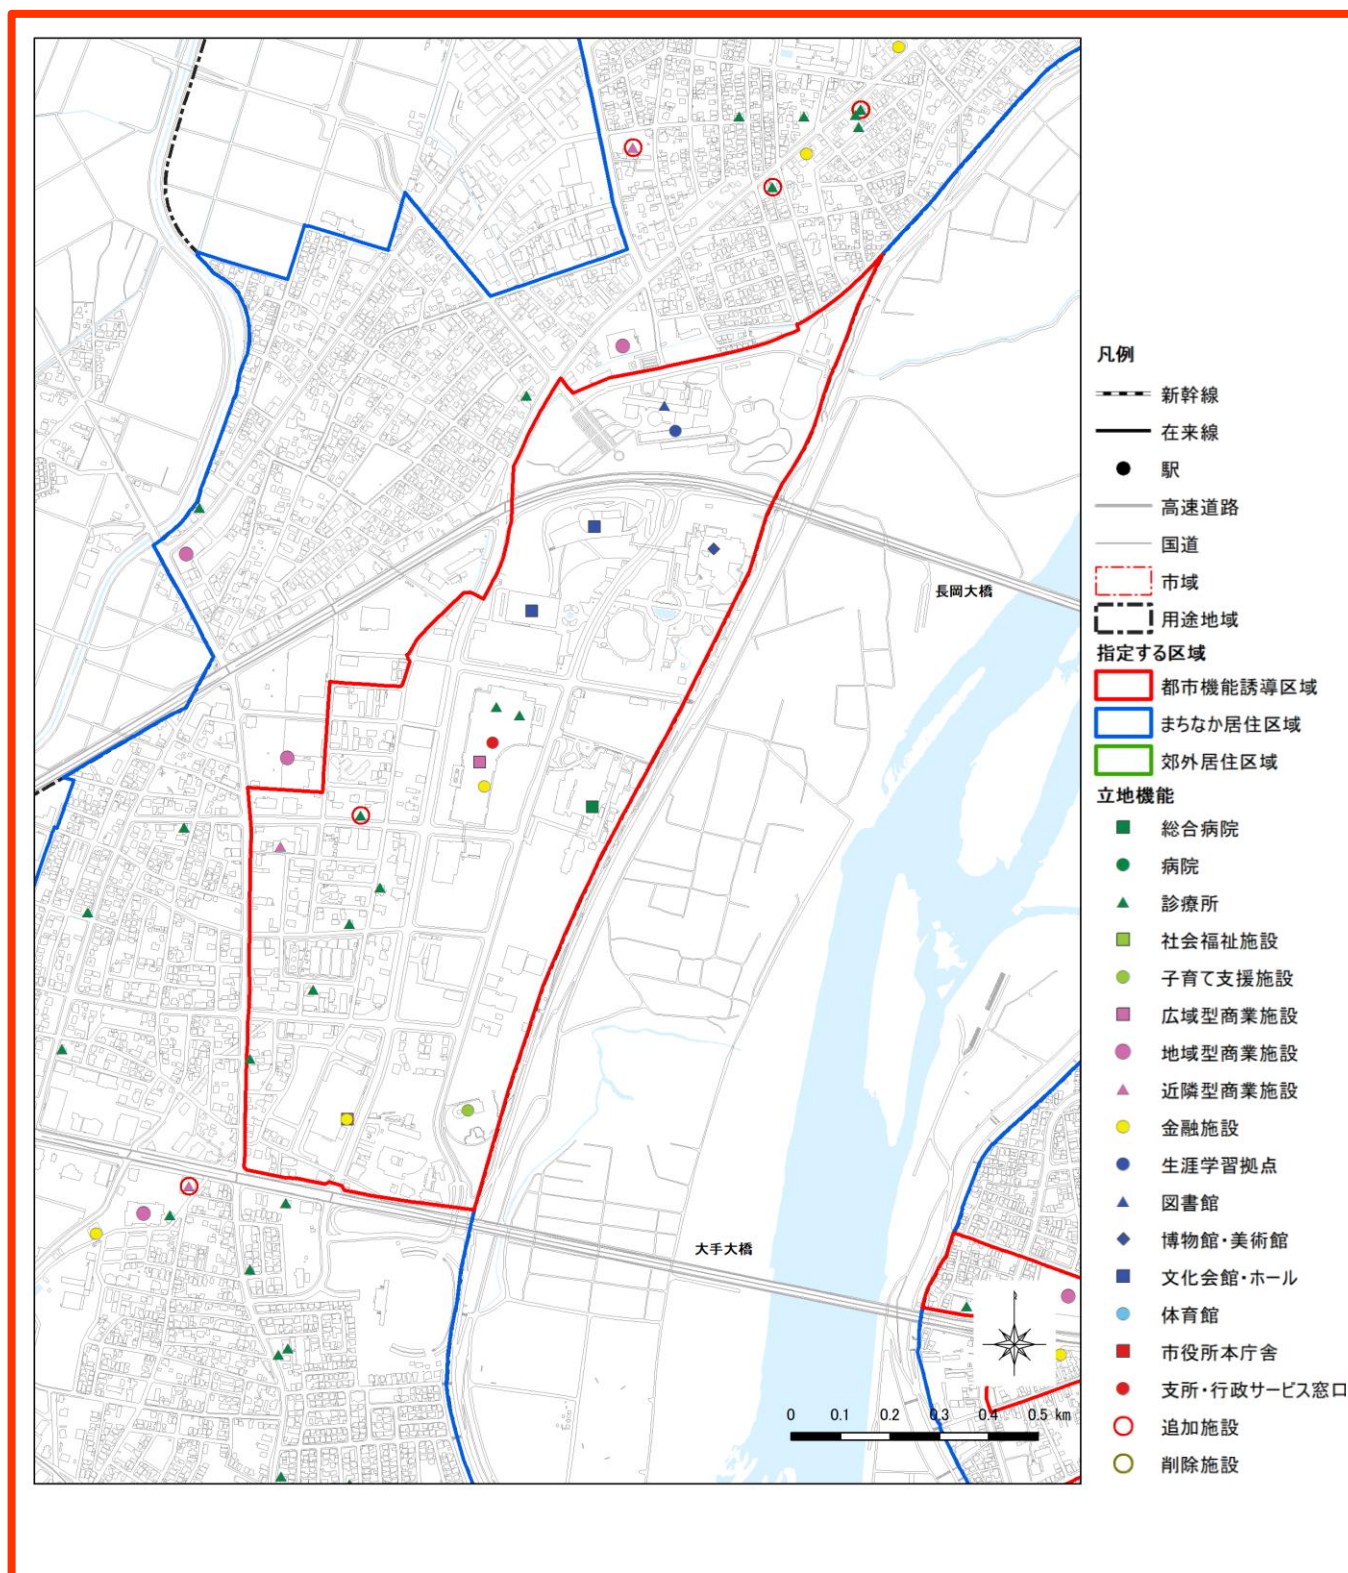 長岡大橋
大手大橋
0 0.1 0.2 0.3 0.4 0.5 km
凡例
新幹線
在来線
駅
高速道路
国道
市域
用途地域
指定する区域
都市機能誘導区域
まちなか居住区域
郊外居住区域
立地機能
総合病院
病院
診療所
社会福祉施設
子育て支援施設
広域型商業施設
地域型商業施設
近隣型商業施設
金融施設
生涯学習拠点
図書館
博物館・美術館
文化会館・ホール
体育館
市役所本庁舎
支所・行政サービス窓口
追加施設
削除施設